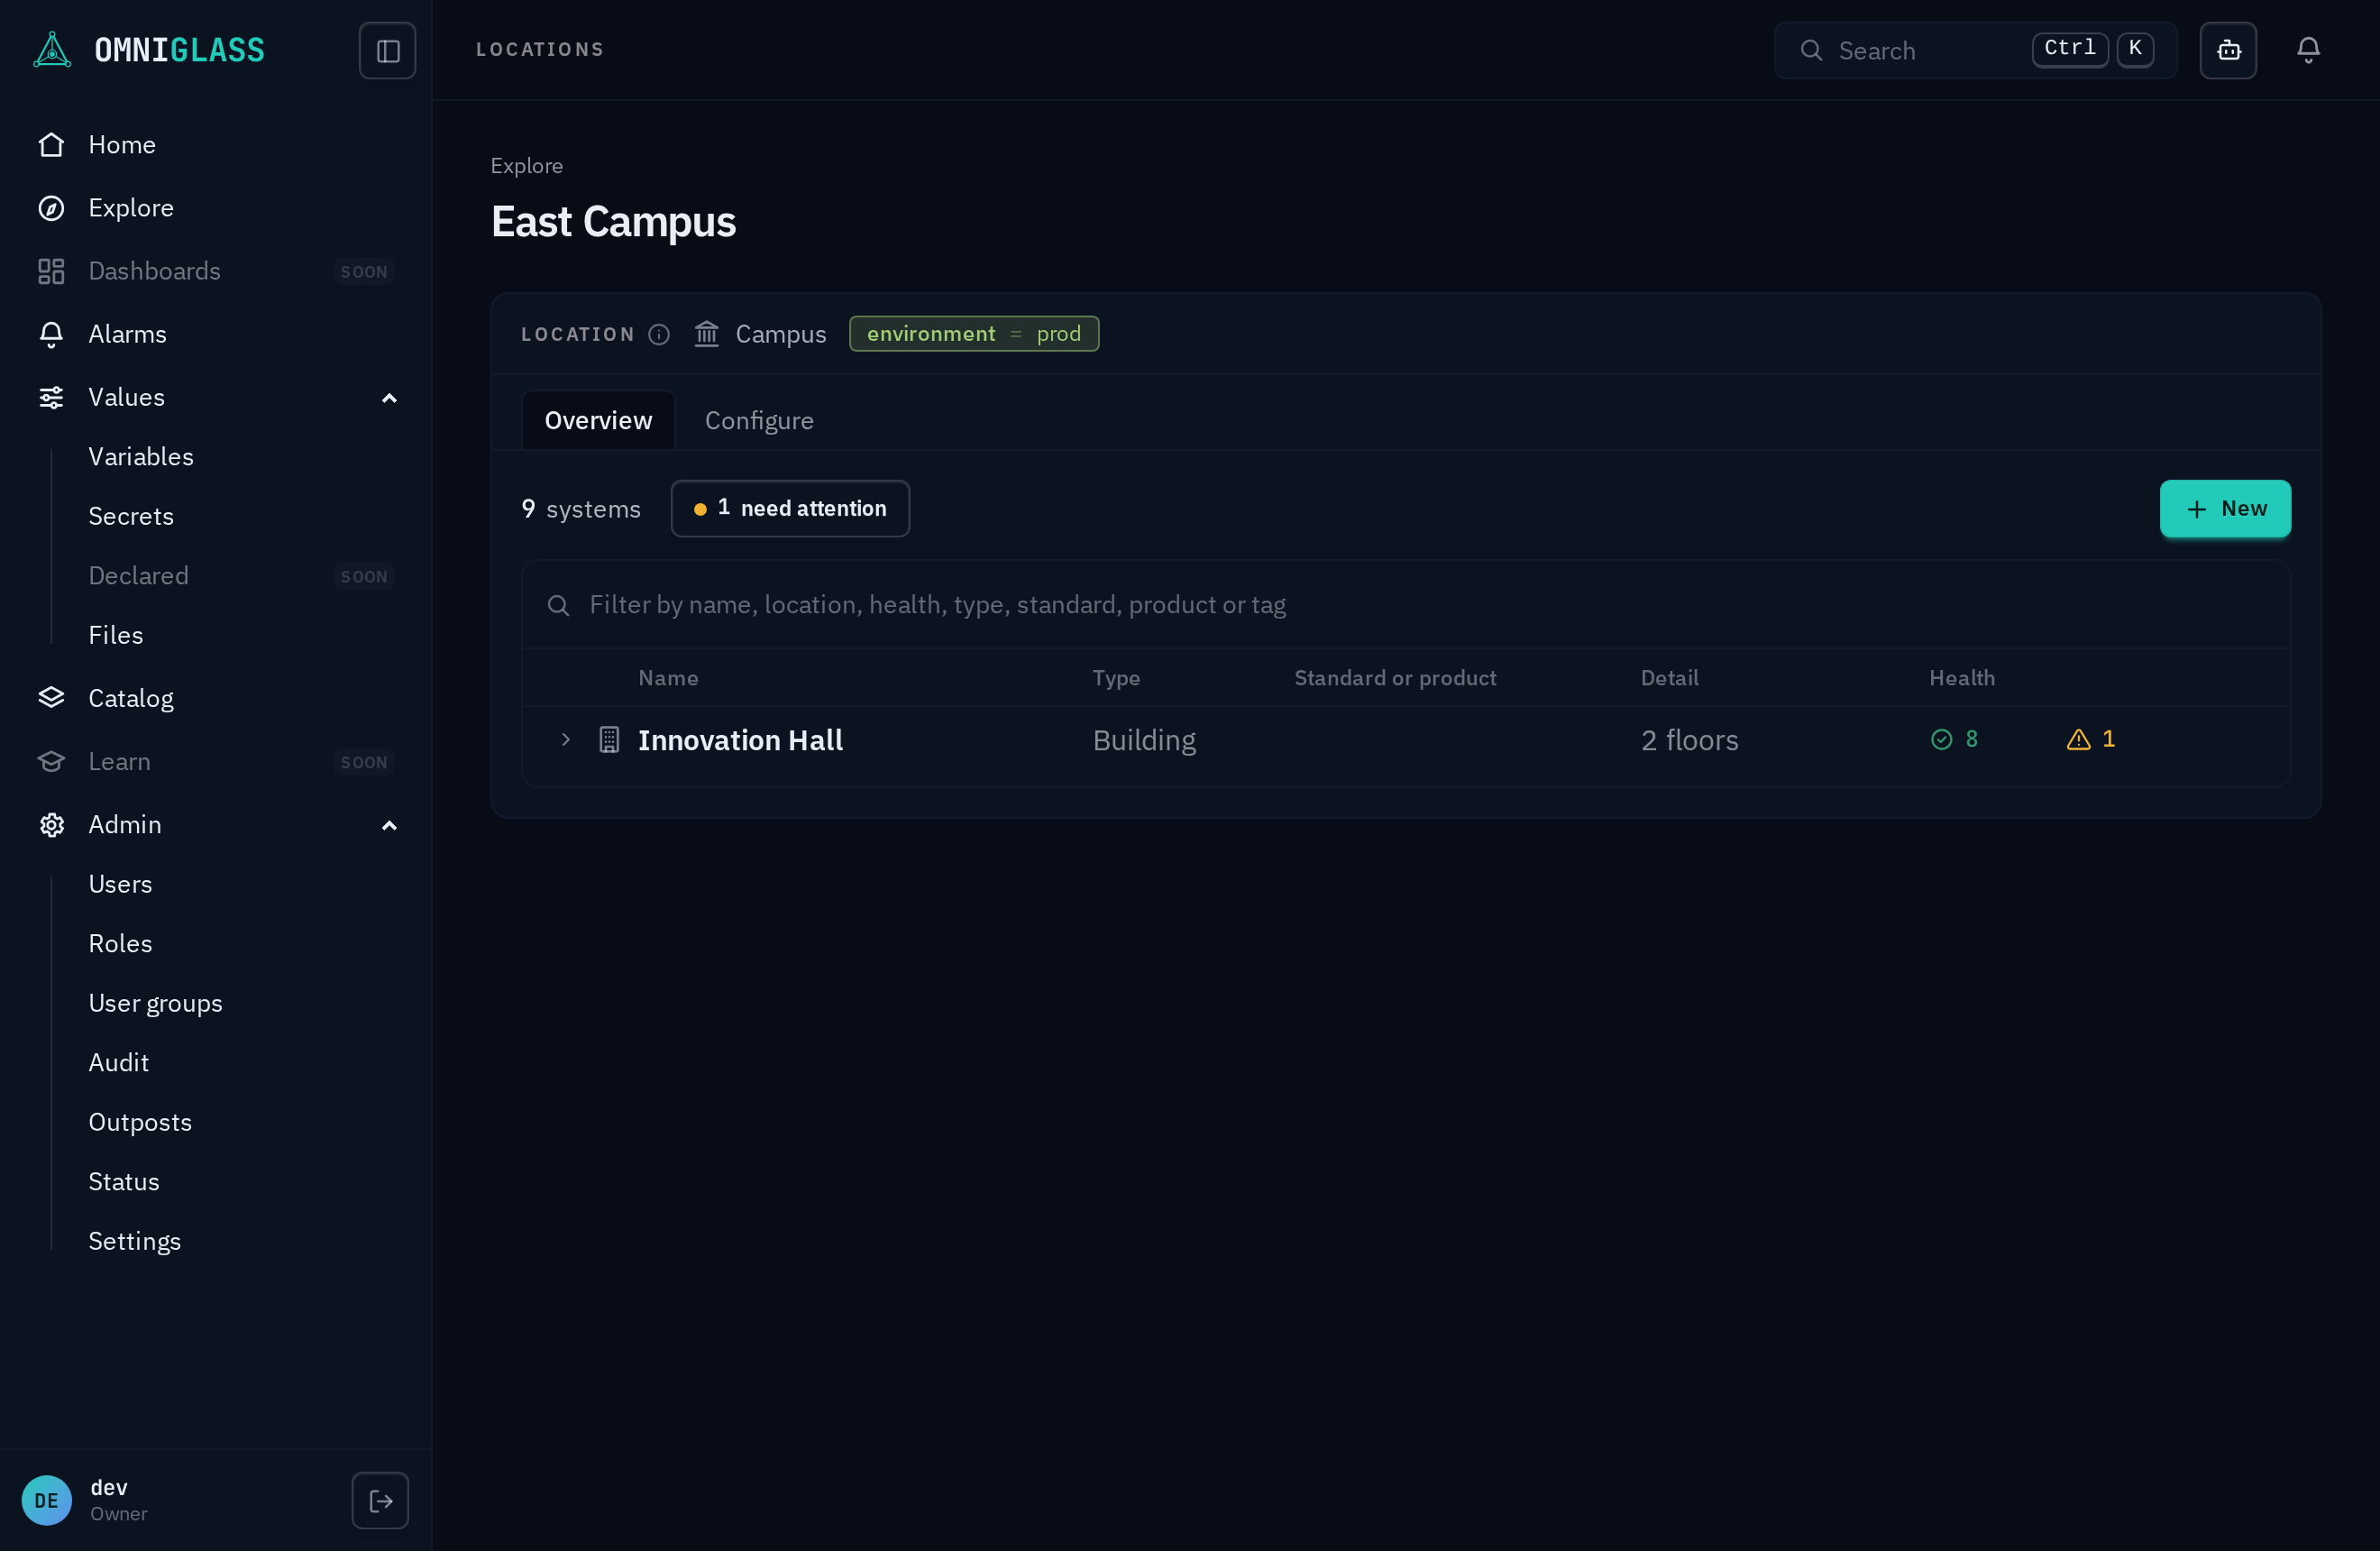 OMNIGLASS
Home
Explore
Dashboards SOON
Alarms
Values
Variables
Secrets
Declared SOON
Files
Catalog
Learn SOON
Admin
Users
Roles
User groups
Audit
Outposts
Status
Settings
DE dev
Owner
LOCATIONS
Search Ctrl K
Explore
East Campus
LOCATION Campus environment = prod
Overview Configure
9 systems 1 need attention New
Filter by name, location, health, type, standard, product or tag
Name Type Standard or product Detail Health
Innovation Hall Building 2 floors 8 1